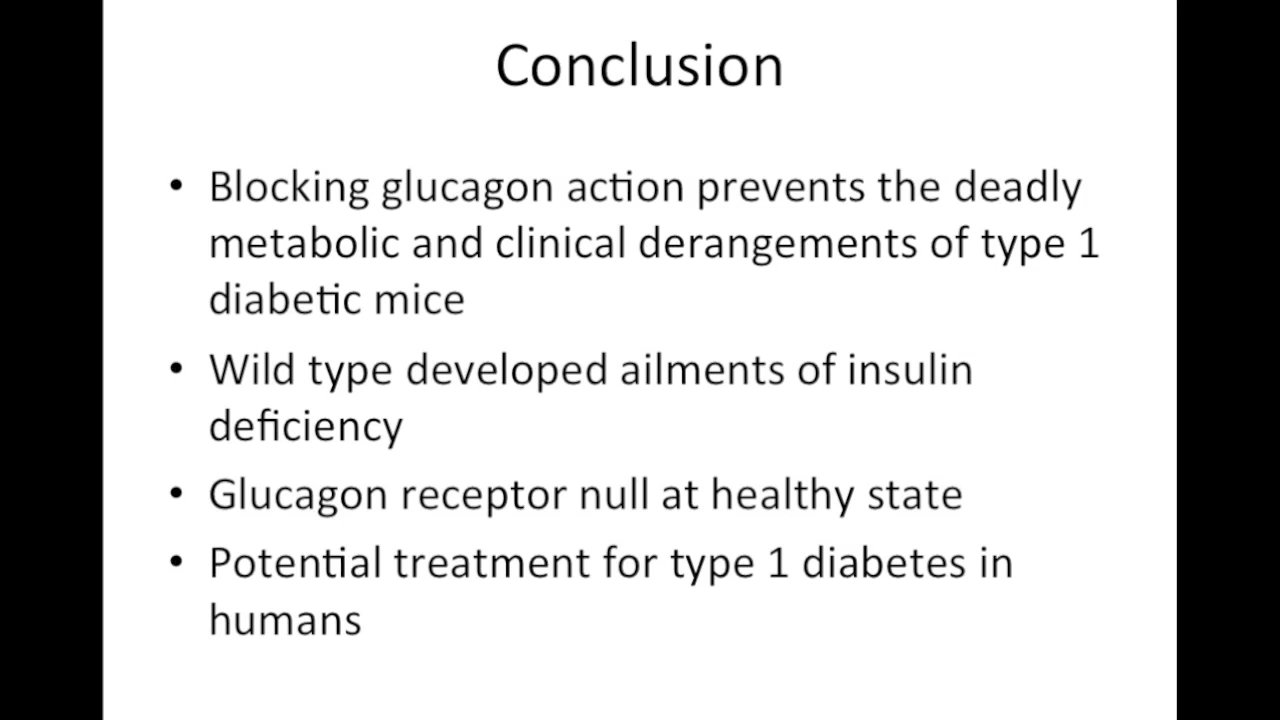 Conclusion
• Blocking glucagon action prevents the deadly
metabolic and clinical derangements of type 1
diabetic mice
• Wild type developed ailments of insulin
deficiency
• Glucagon receptor null at healthy state
• Potential treatment for type 1 diabetes in
humans